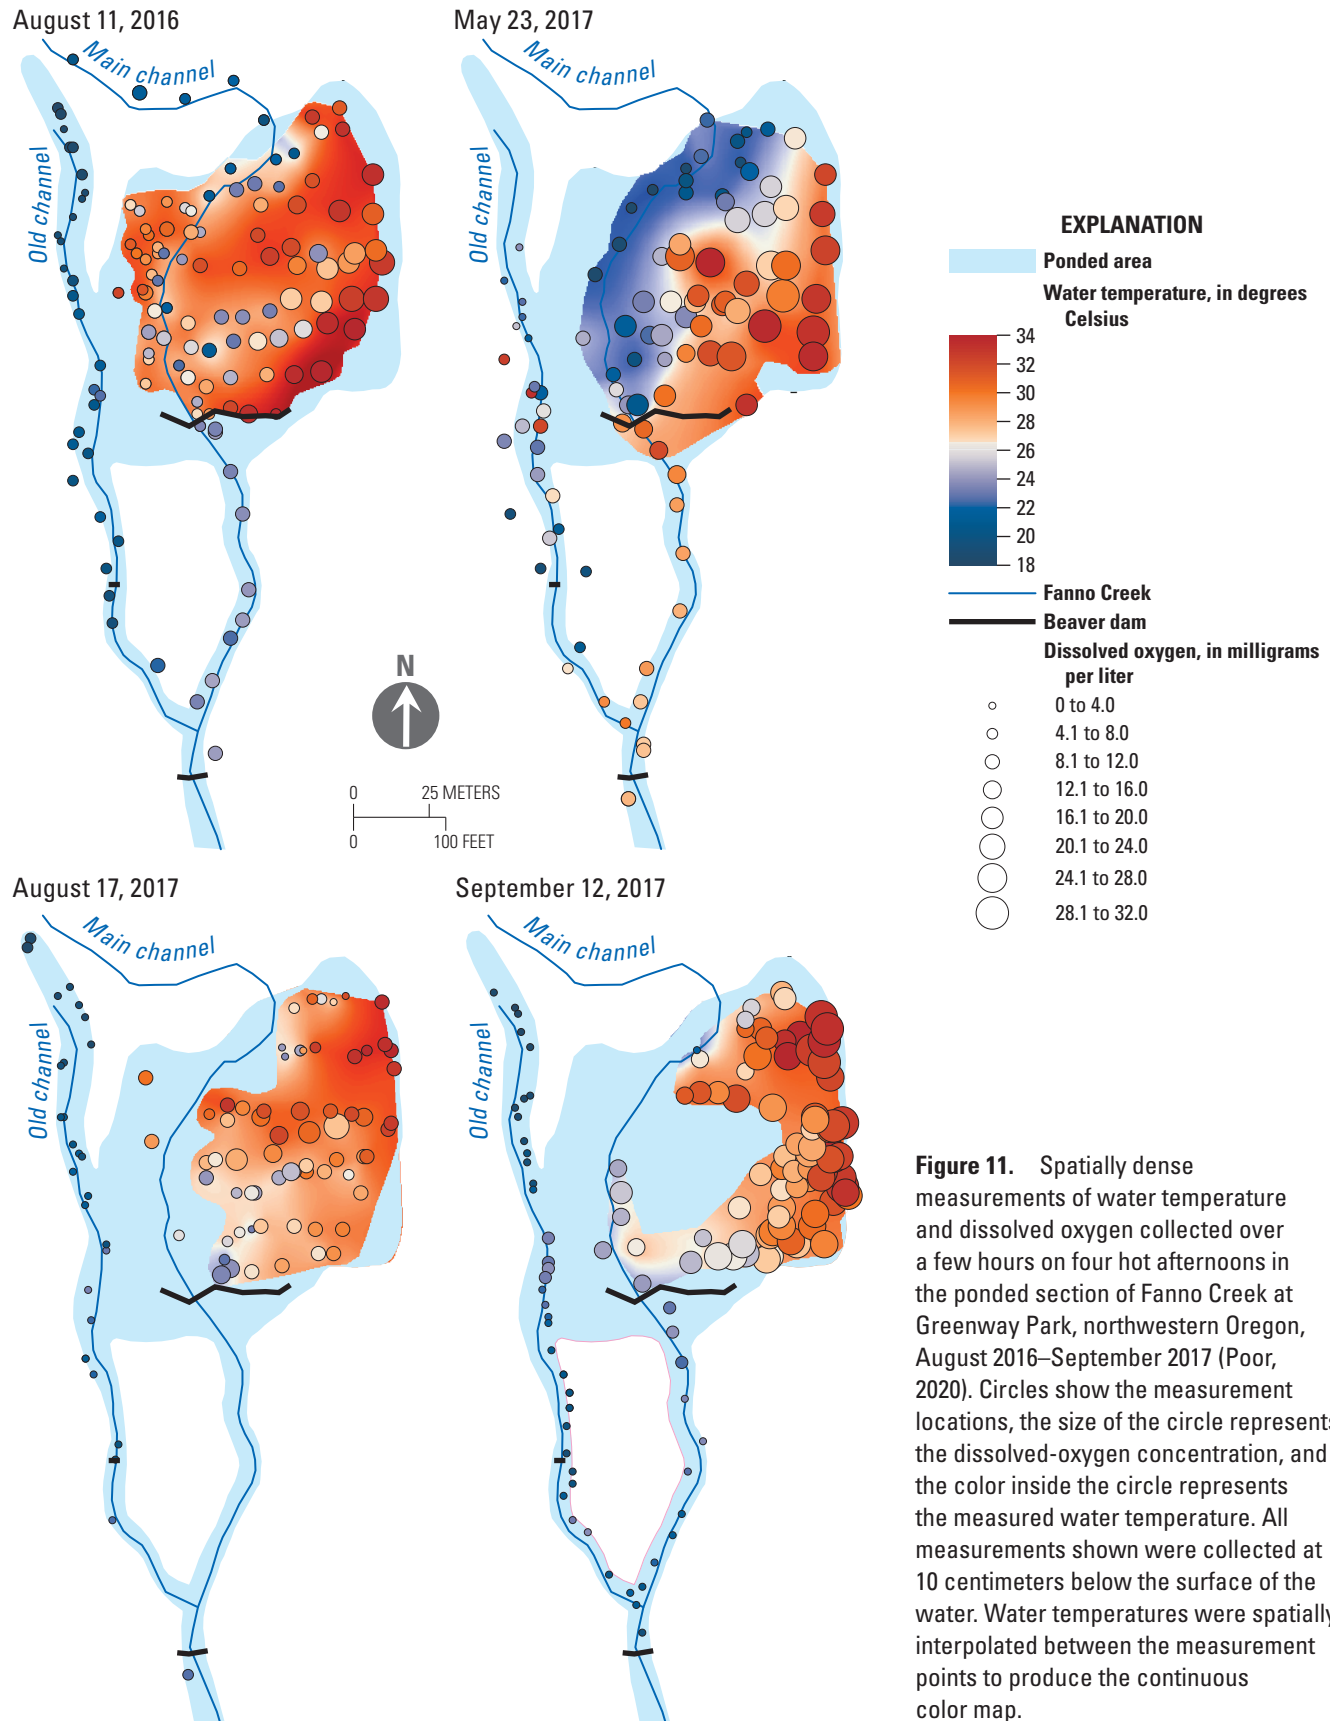 August 11, 2016
May 23, 2017
Main channel
Main channel
Old channel
Old channel
EXPLANATION
Ponded area
Water temperature, in degrees
Celsius
34
32
30
28
26
24
22
20
18
Fanno Creek
Beaver dam
Dissolved oxygen, in milligrams
per liter
0 to 4.0
4.1 to 8.0
8.1 to 12.0
12.1 to 16.0
16.1 to 20.0
20.1 to 24.0
24.1 to 28.0
28.1 to 32.0
N
0 25 METERS
0 100 FEET
August 17, 2017
September 12, 2017
Main channel
Main channel
Old channel
Old channel
Figure 11. Spatially dense
measurements of water temperature
and dissolved oxygen collected over
a few hours on four hot afternoons in
the ponded section of Fanno Creek at
Greenway Park, northwestern Oregon,
August 2016–September 2017 (Poor,
2020). Circles show the measurement
locations, the size of the circle represents
the dissolved-oxygen concentration, and
the color inside the circle represents
the measured water temperature. All
measurements shown were collected at
10 centimeters below the surface of the
water. Water temperatures were spatially
interpolated between the measurement
points to produce the continuous
color map.